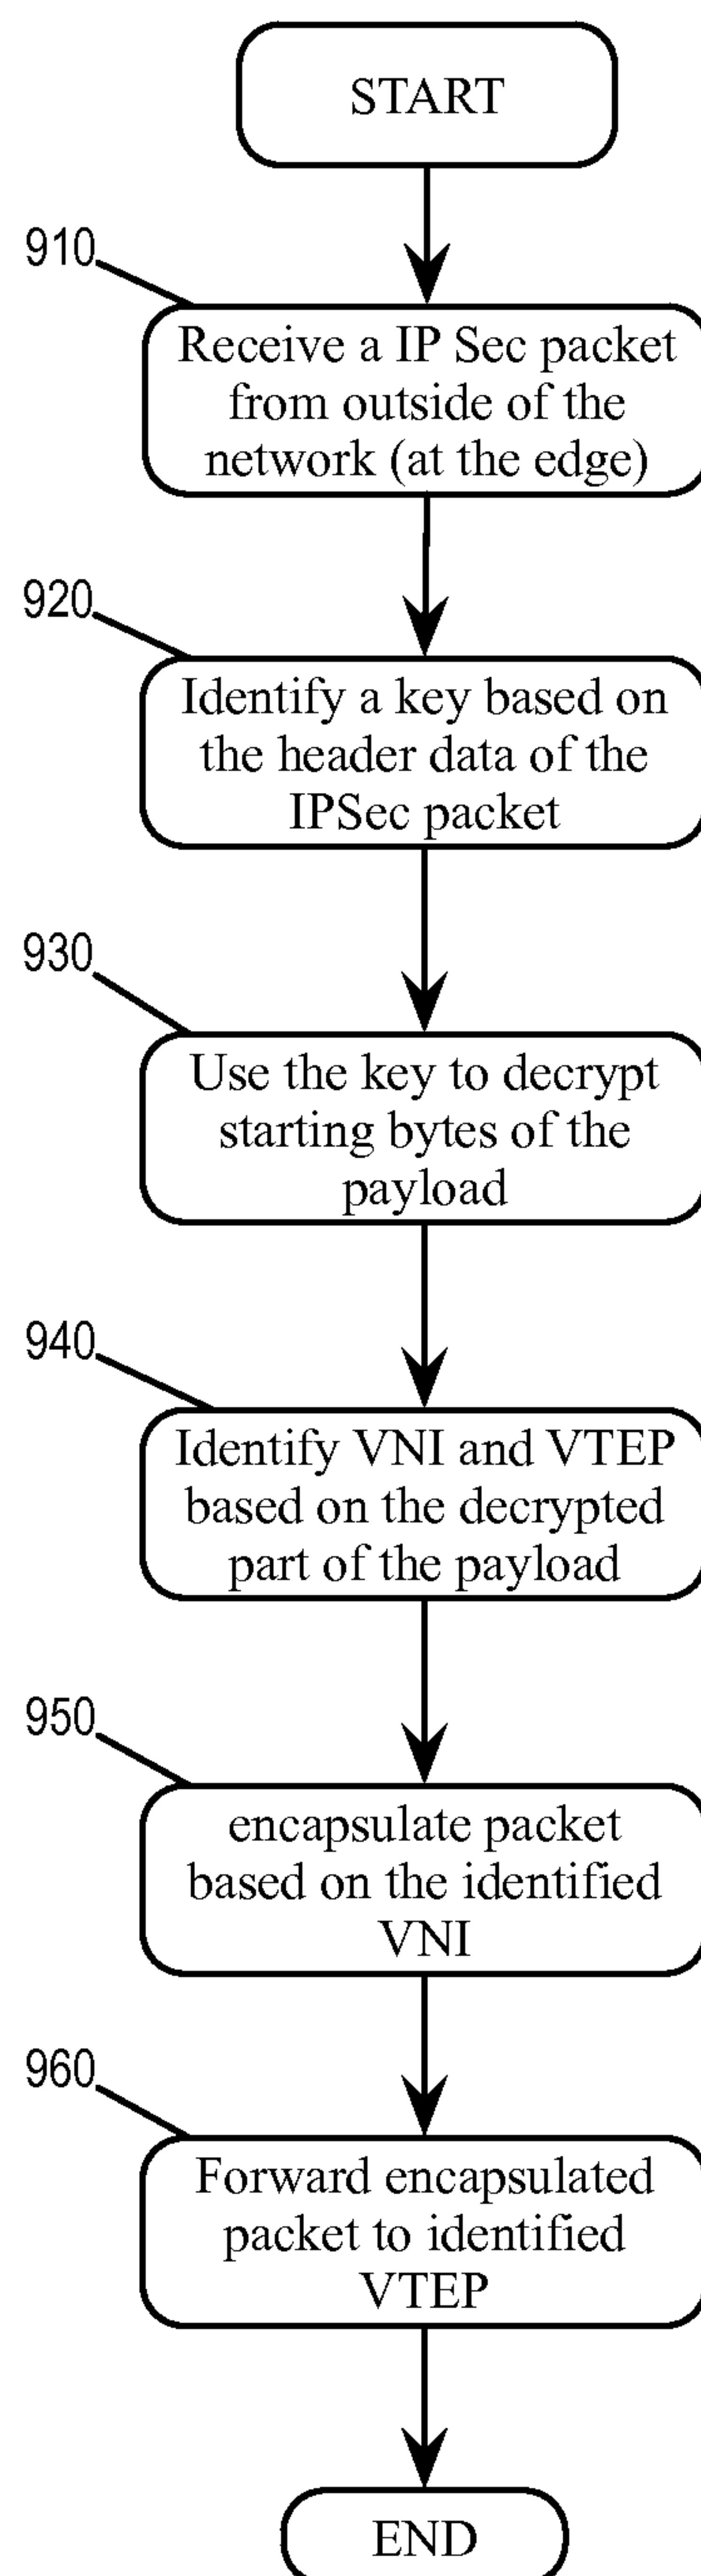 START
910
Receive a IP Sec packet
from outside of the
network (at the edge)
920
Identify a key based on
the header data of the
IPSec packet
930
Use the key to decrypt
starting bytes of the
payload
940
Identify VNI and VTEP
based on the decrypted
part of the payload
950
encapsulate packet
based on the identified
VNI
960
Forward encapsulated
packet to identified
VTEP
END